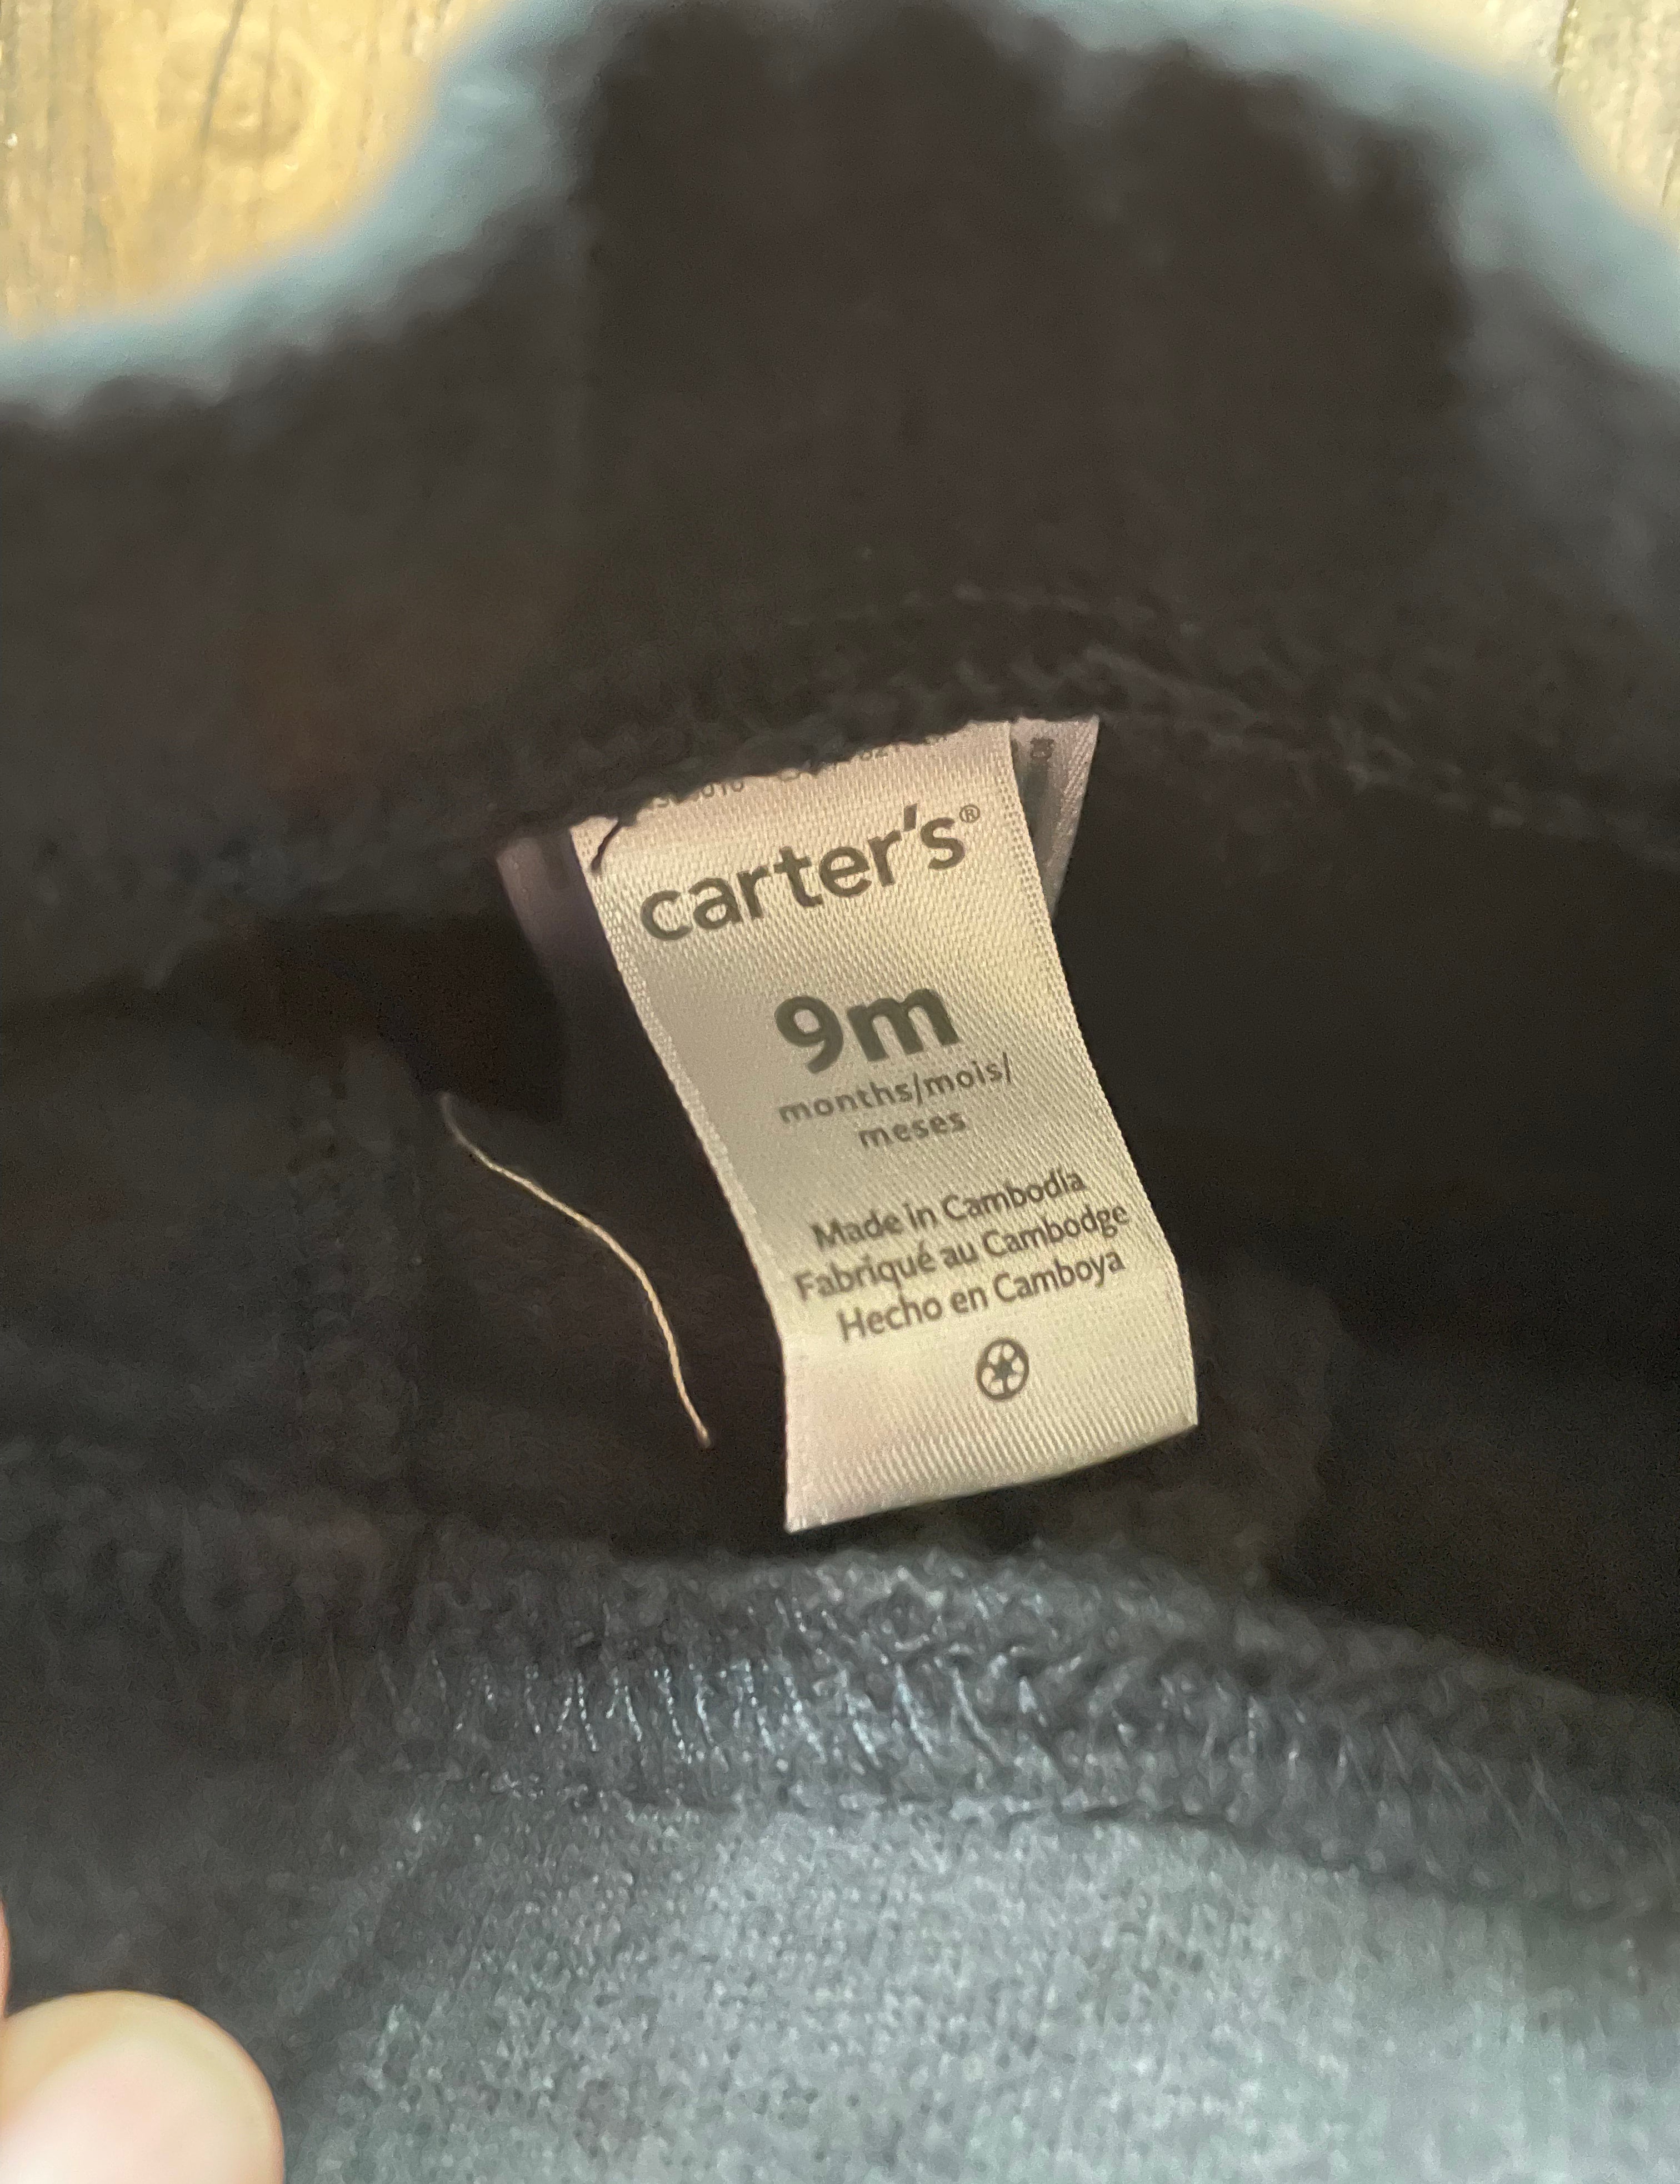 carter's®
9m
months/mois/
meses
Made in Cambodia
Fabriqué au Cambodge
Hecho en Camboya